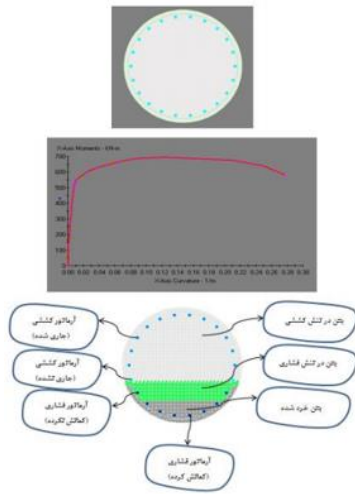 X-Axis Moments - kN-m
700
600
500
400
300
200
100
0
0.00 0.02 0.04 0.06 0.08 0.10 0.12 0.14 0.16 0.18 0.20 0.22 0.24 0.26 0.28 0.30
X-Axis Curvature - 1/m
آرماتور کششی
(جاری شده)
بتن در تنش کششی
آرماتور کششی
(جاری نشده)
بتن در تنش فشاری
آرماتور فشاری
(کمانش نکرده)
بتن خرد شده
آرماتور فشاری
(کمانش کرده)